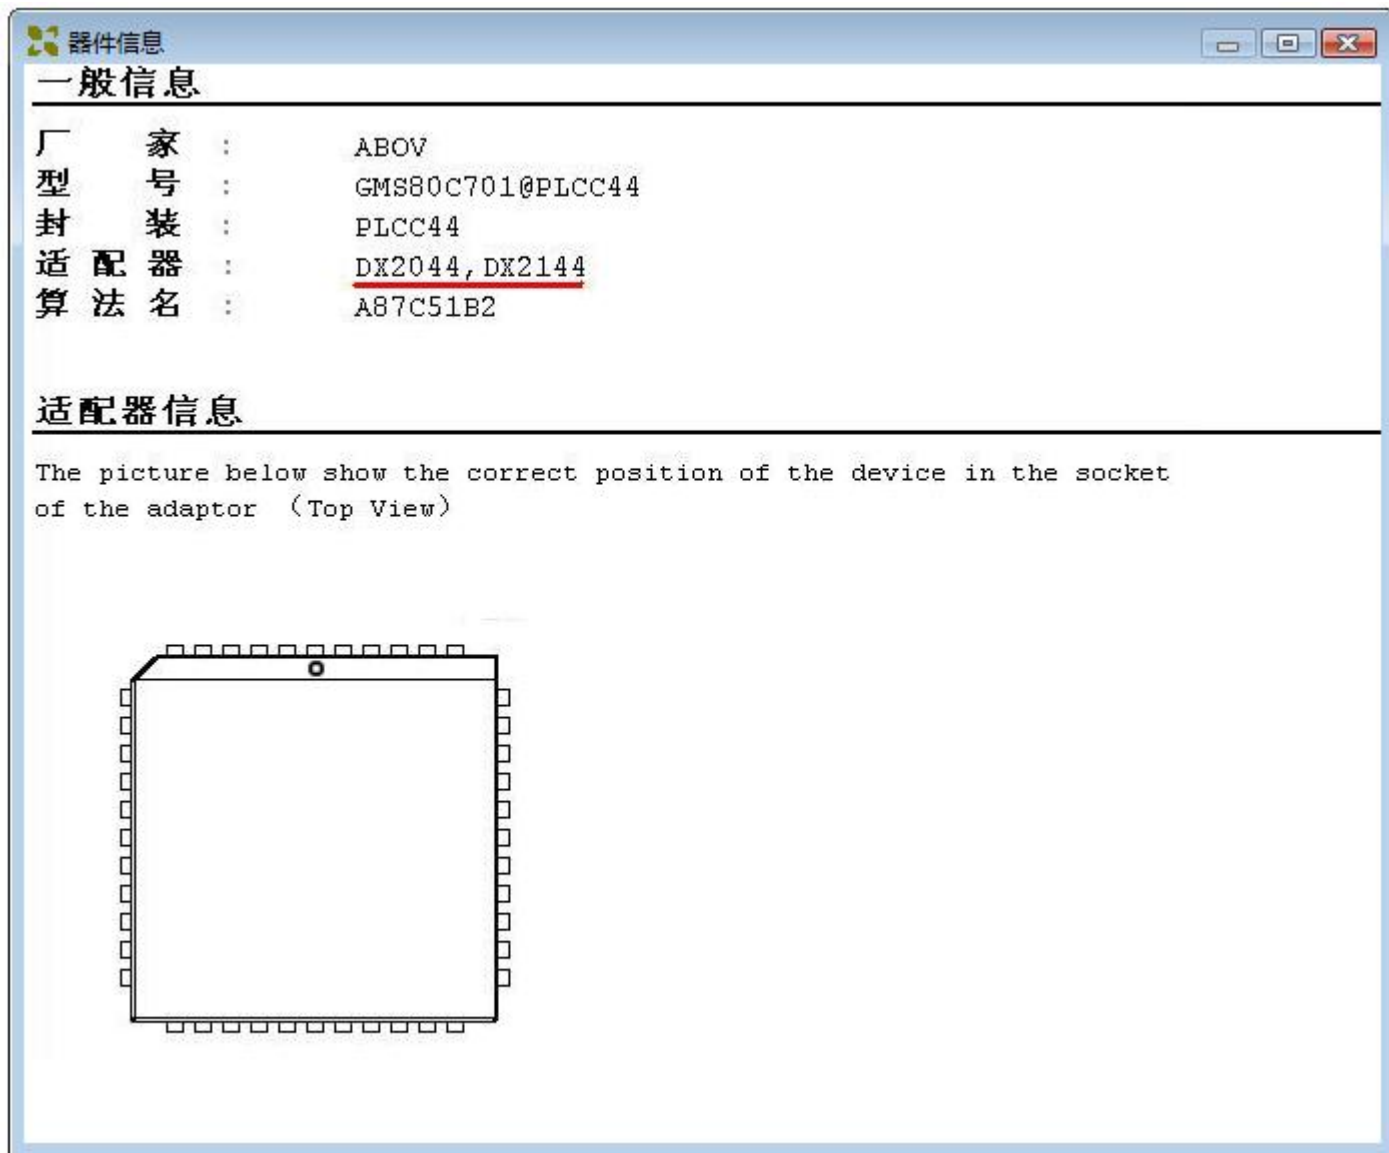 器件信息
一般信息
厂 家 : ABOV
型 号 : GMS80C701@PLCC44
封 装 : PLCC44
适 配 器 : DX2044,DX2144
算 法 名 : A87C51B2
适配器信息
The picture below show the correct position of the device in the socket
of the adaptor （Top View）